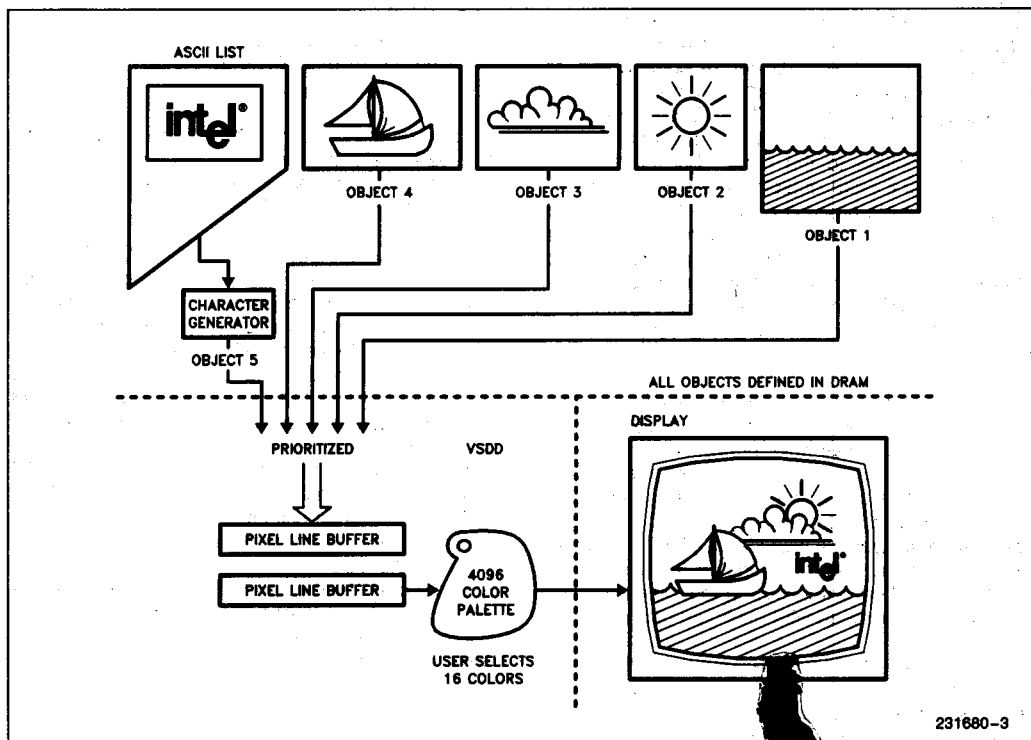 ASCII LIST
intel®
OBJECT 4
OBJECT 3
OBJECT 2
OBJECT 1
CHARACTER
GENERATOR
OBJECT 5
ALL OBJECTS DEFINED IN DRAM
PRIORITIZED
VSDD
DISPLAY
PIXEL LINE BUFFER
PIXEL LINE BUFFER
4096
COLOR
PALETTE
USER SELECTS
16 COLORS
intel®
231680-3